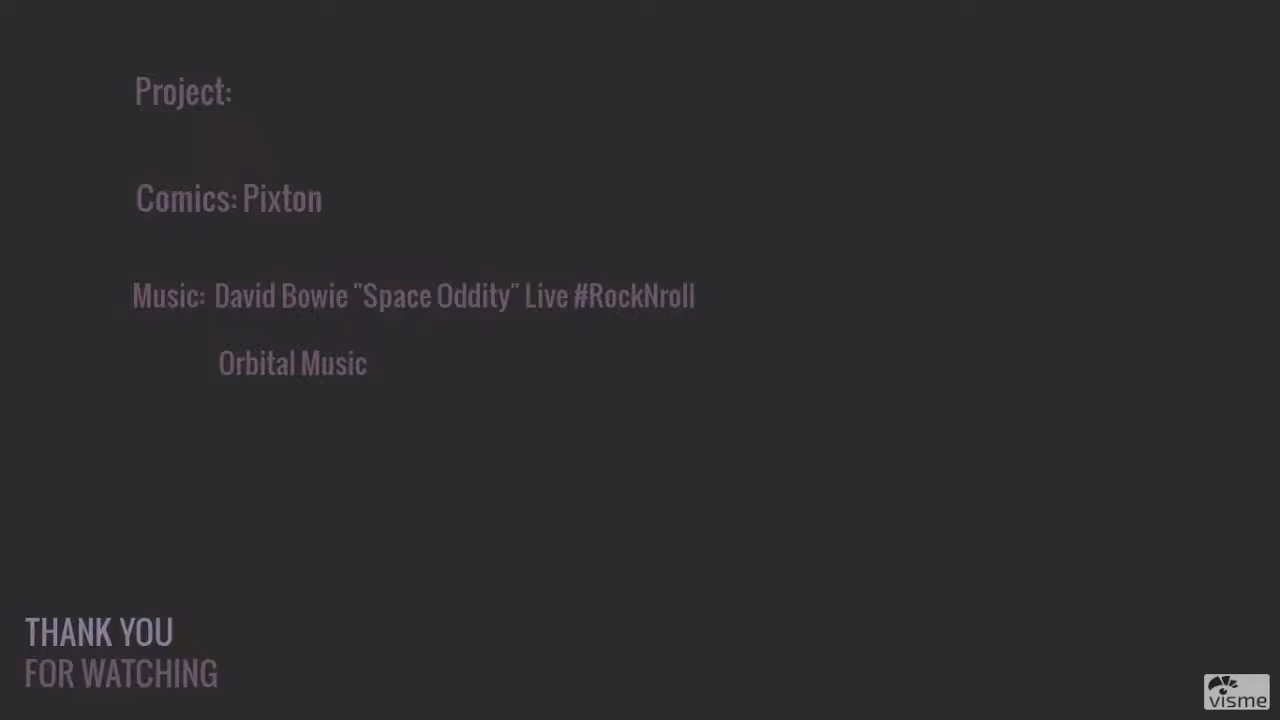 Project:
Comics: Pixton
Music: David Bowie "Space Oddity" Live #RockNroll
Orbital Music
THANK YOU
FOR WATCHING
visme